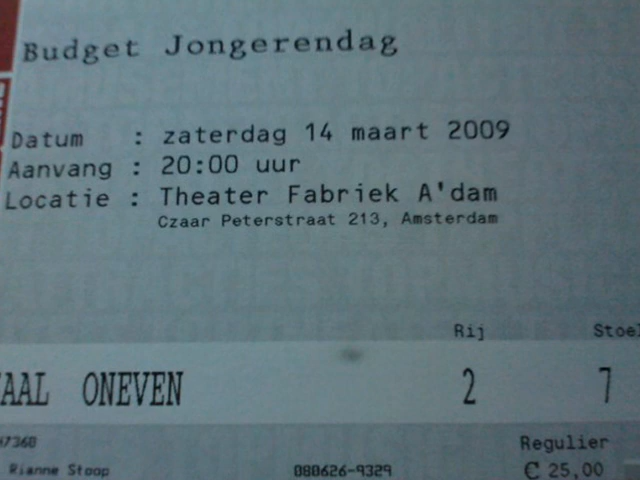 Budget Jongerendag
Datum : zaterdag 14 maart 2009
Aanvang : 20:00 uur
Locatie : Theater Fabriek A'dam
Czaar Peterstraat 213, Amsterdam
Rij Stoel
ZAAL ONEVEN 2 7
Regulier
Rianne Stoop 080626-9329 € 25,00